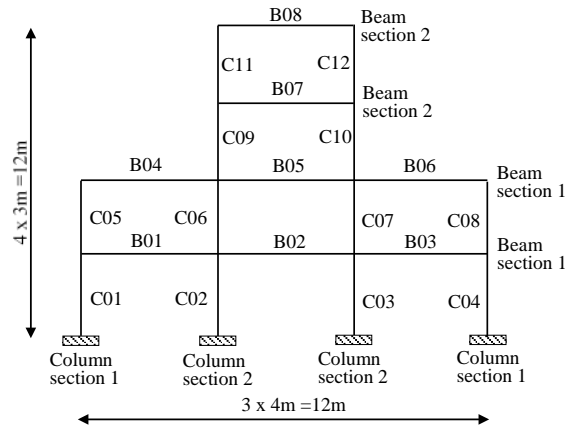 B08
Beam
section 2
C11
C12
B07
Beam
section 2
C09
C10
4 x 3m =12m
B04
B05
B06
Beam
section 1
C05
C06
C07
C08
B01
B02
B03
Beam
section 1
C01
C02
C03
C04
Column
section 1
Column
section 2
Column
section 2
Column
section 1
3 x 4m =12m